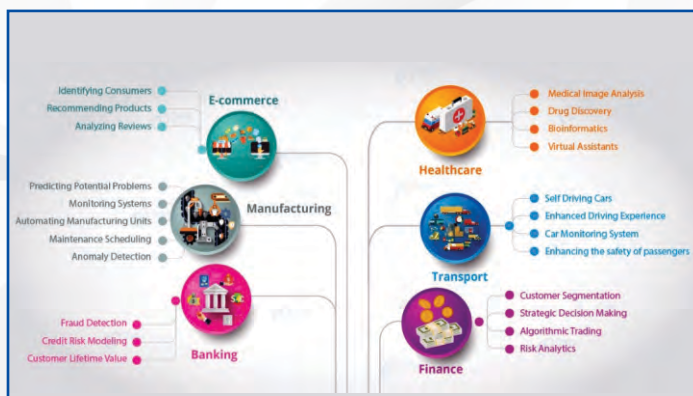 Identifying Consumers
Recommending Products
Analyzing Reviews
E-commerce
Predicting Potential Problems
Monitoring Systems
Automating Manufacturing Units
Maintenance Scheduling
Anomaly Detection
Manufacturing
Fraud Detection
Credit Risk Modeling
Customer Lifetime Value
Banking
Healthcare
Medical Image Analysis
Drug Discovery
Bioinformatics
Virtual Assistants
Transport
Self Driving Cars
Enhanced Driving Experience
Car Monitoring System
Enhancing the safety of passengers
Finance
Customer Segmentation
Strategic Decision Making
Algorithmic Trading
Risk Analytics